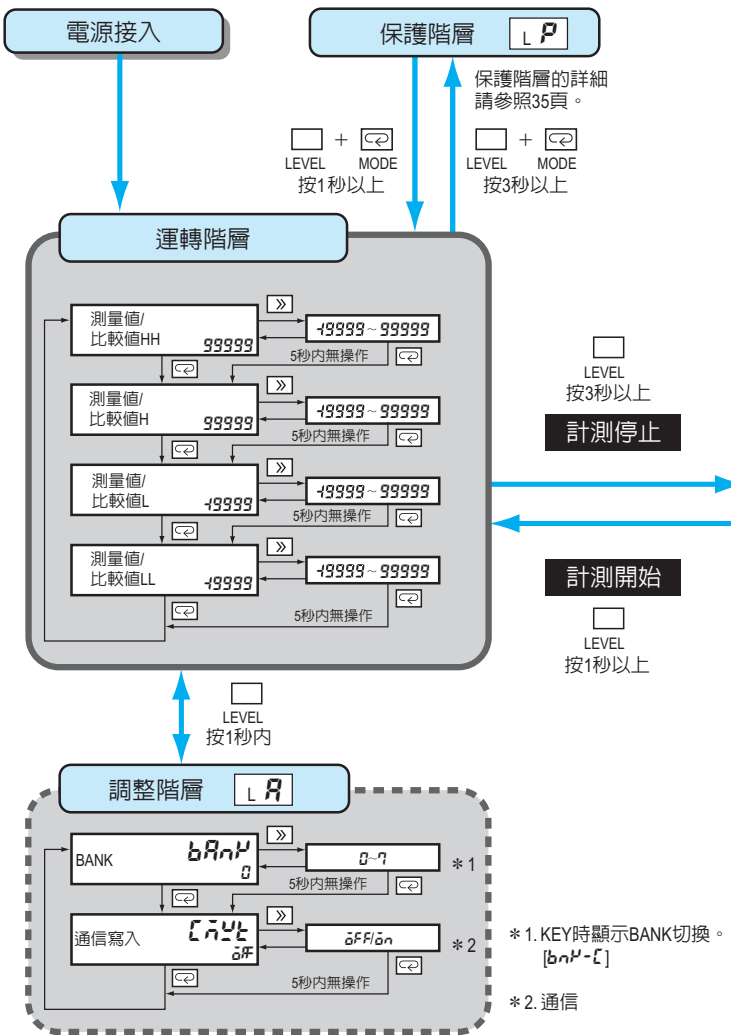 電源接入
保護階層 L P
保護階層的詳細
請參照35頁。
+
LEVEL MODE
按1秒以上
+
LEVEL MODE
按3秒以上
運轉階層
測量值/
比較值HH 99999
-19999~99999
5秒內無操作
測量值/
比較值H 99999
-19999~99999
5秒內無操作
測量值/
比較值L -19999
-19999~99999
5秒內無操作
測量值/
比較值LL -19999
-19999~99999
5秒內無操作
LEVEL
按3秒以上
計測停止
計測開始
LEVEL
按1秒以上
LEVEL
按1秒內
調整階層 L A
BANK bAnK
0
0~7
*1
5秒內無操作
通信寫入 CMWt
oFF
oFF/on
*2
5秒內無操作
*1. KEY時顯示BANK切換。
[bnK-C]
*2. 通信